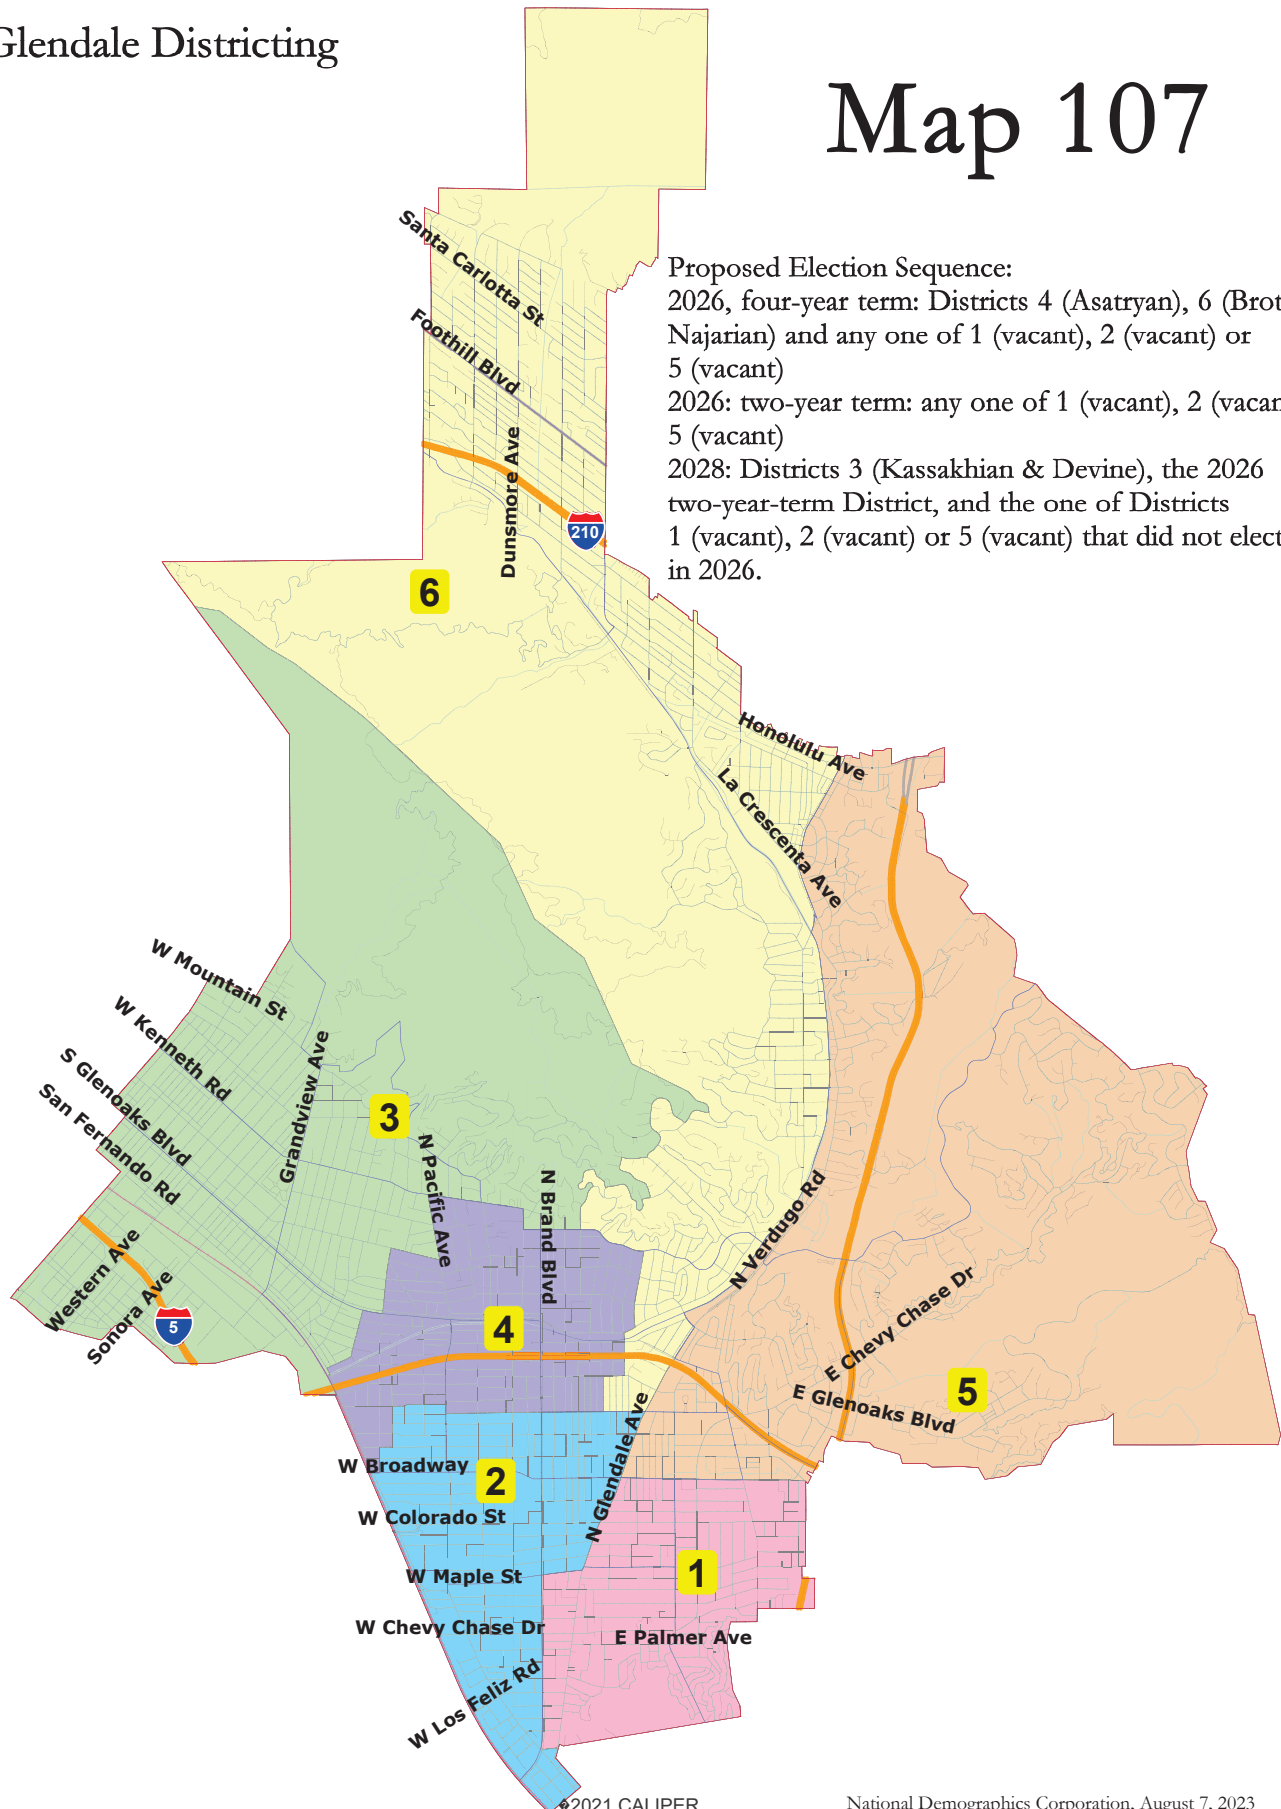 Glendale Districting
Map 107
Proposed Election Sequence:
2026, four-year term: Districts 4 (Asatryan), 6 (Brot
Najarian) and any one of 1 (vacant), 2 (vacant) or
5 (vacant)
2026: two-year term: any one of 1 (vacant), 2 (vacan
5 (vacant)
2028: Districts 3 (Kassakhian & Devine), the 2026
two-year-term District, and the one of Districts
1 (vacant), 2 (vacant) or 5 (vacant) that did not elect
in 2026.
Santa Carlotta St
Foothill Blvd
Dunsmore Ave
210
6
Honolulu Ave
La Crescenta Ave
W Mountain St
W Kenneth Rd
S Glenoaks Blvd
San Fernando Rd
Grandview Ave
3
N Pacific Ave
N Brand Blvd
N Verdugo Rd
Western Ave
Sonora Ave
5
4
E Chevy Chase Dr
E Glenoaks Blvd
5
W Broadway
2
N Glendale Ave
W Colorado St
W Maple St
1
W Chevy Chase Dr
E Palmer Ave
W Los Feliz Rd
©2021 CALIPER
National Demographics Corporation, August 7, 2023